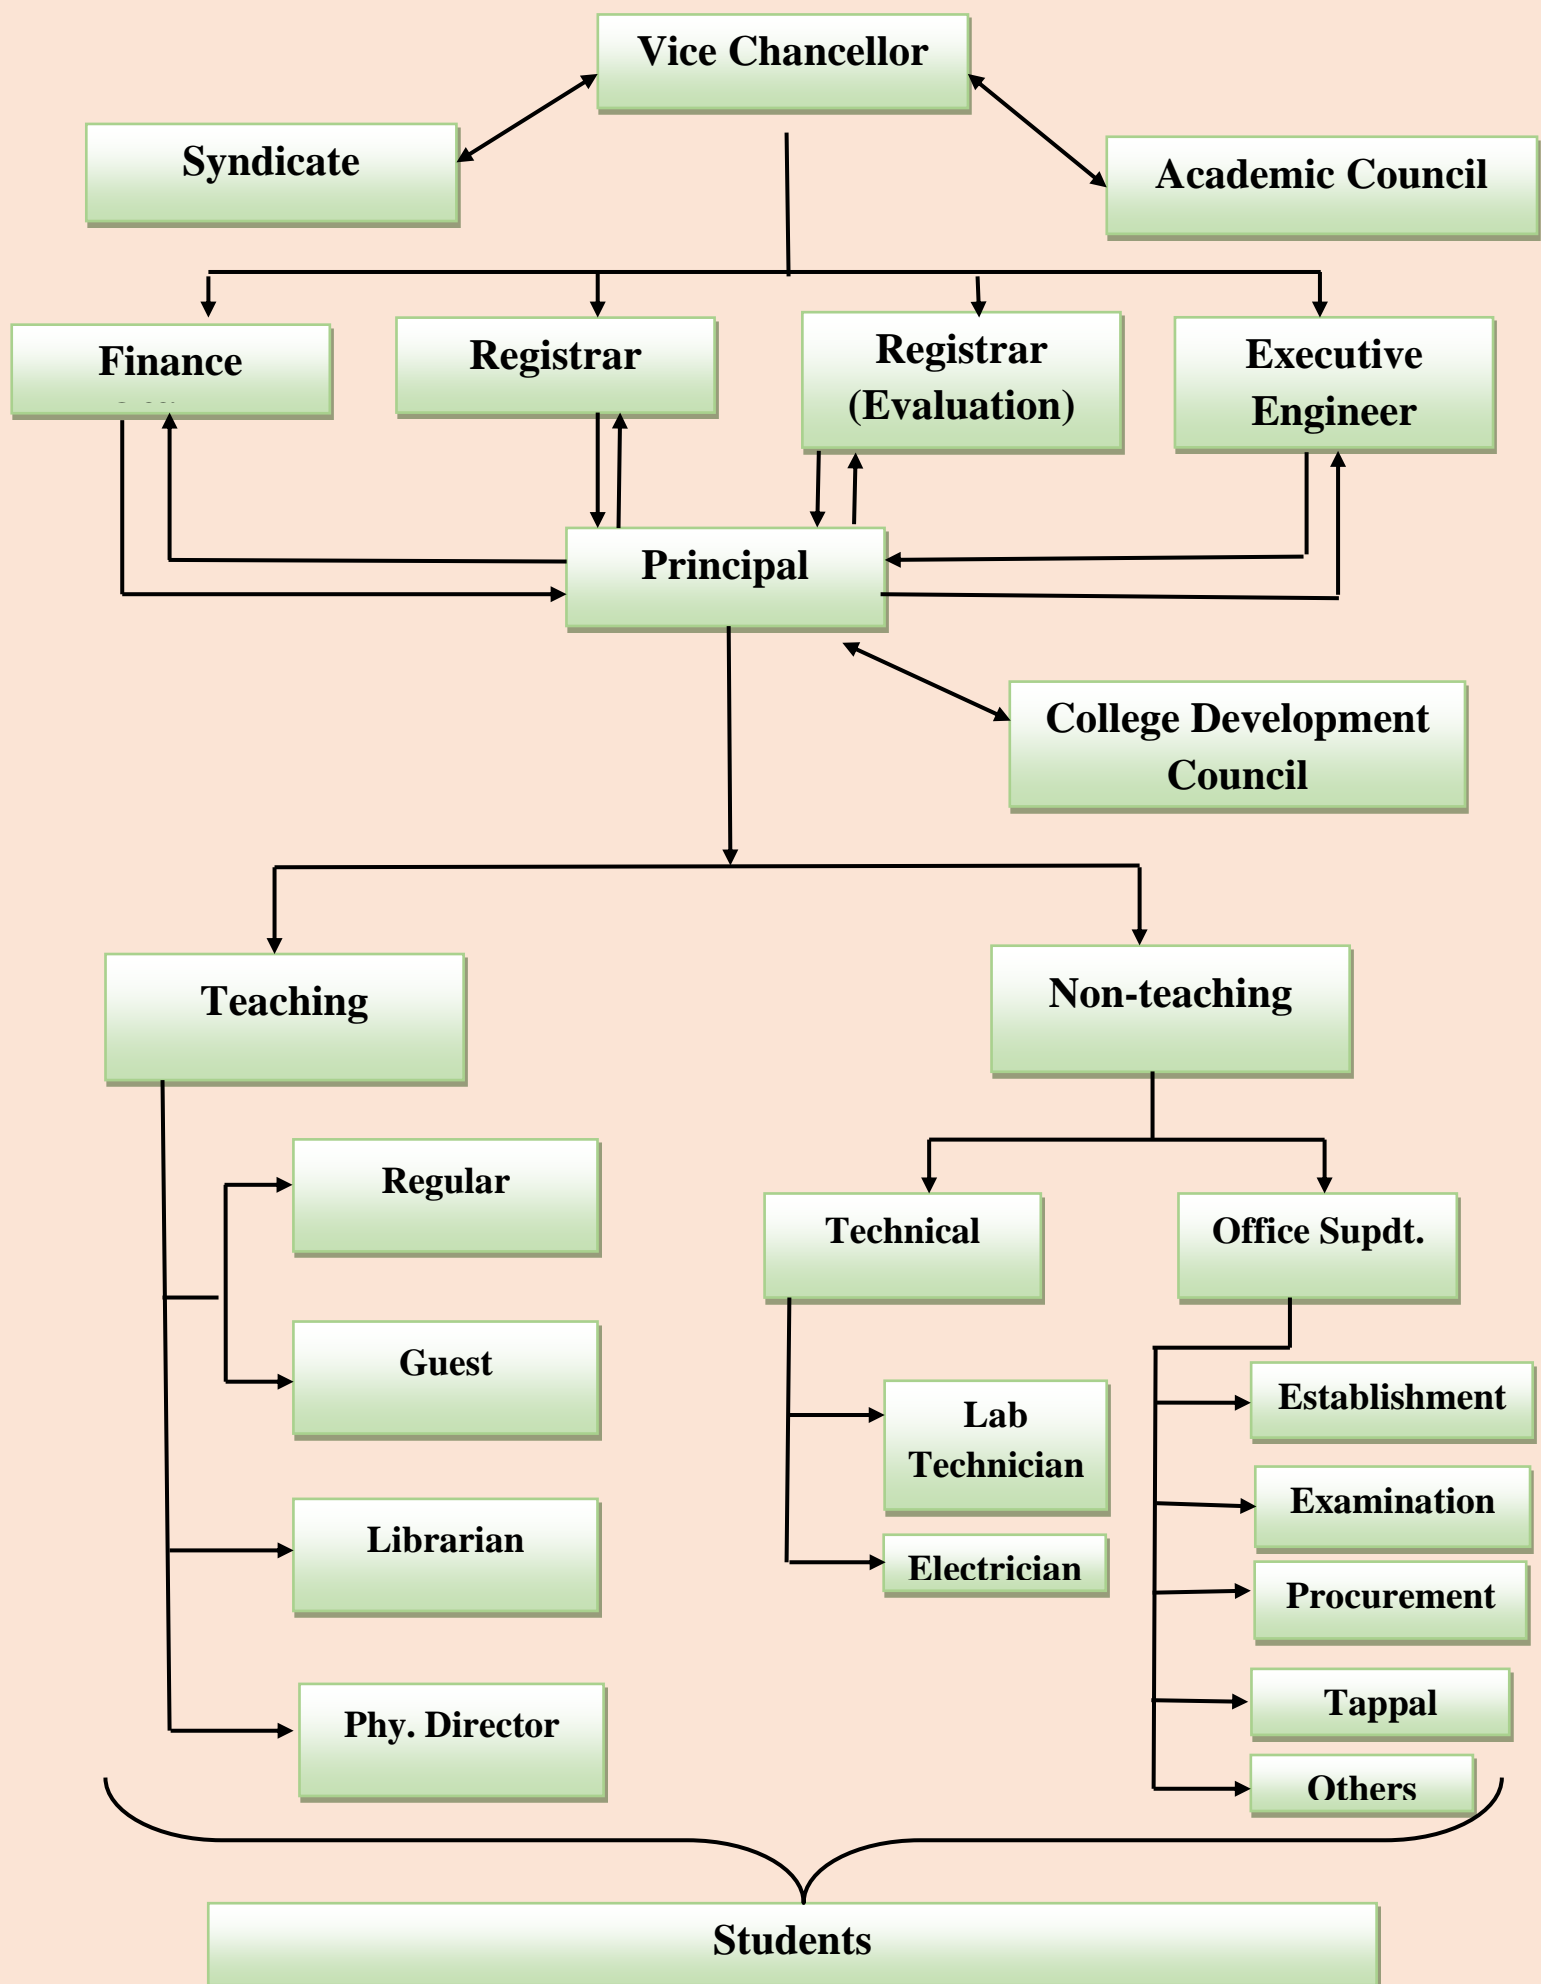 Vice Chancellor
Syndicate
Academic Council
Finance
Registrar
Registrar
(Evaluation)
Executive
Engineer
Principal
College Development
Council
Teaching
Non-teaching
Regular
Technical
Office Supdt.
Guest
Establishment
Lab
Technician
Examination
Librarian
Electrician
Procurement
Phy. Director
Tappal
Others
Students